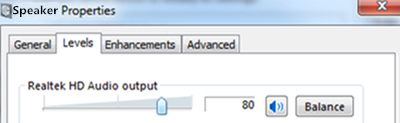 Speaker Properties
General Levels Enhancements Advanced
Realtek HD Audio output
80 Balance